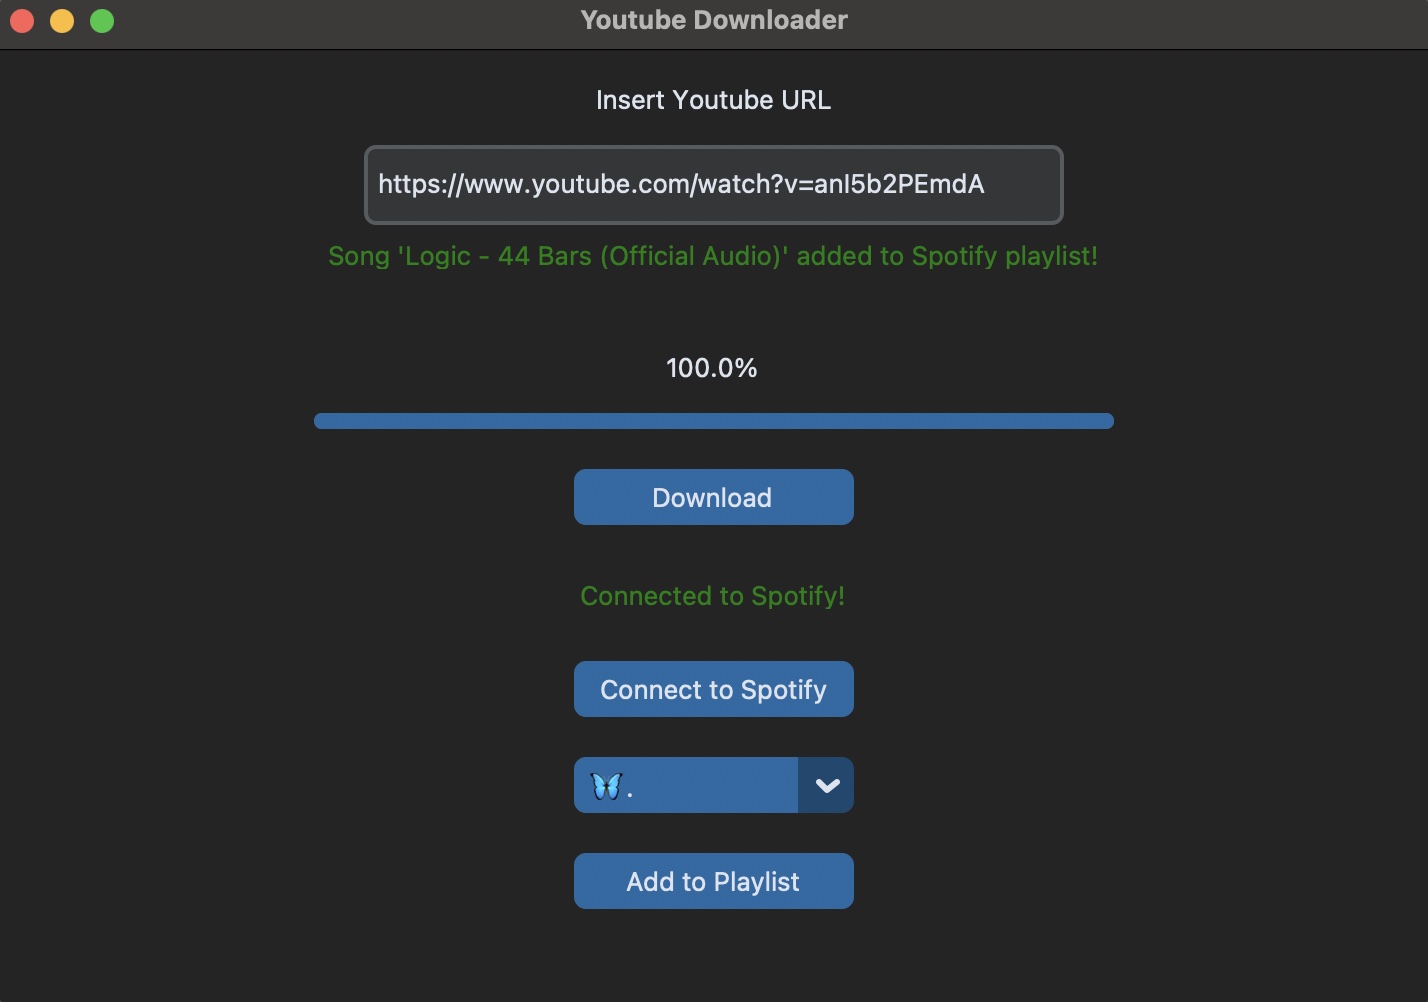 Youtube Downloader
Insert Youtube URL
https://www.youtube.com/watch?v=anI5b2PEmdA
Song 'Logic - 44 Bars (Official Audio)' added to Spotify playlist!
100.0%
Download
Connected to Spotify!
Connect to Spotify
🦋.
Add to Playlist